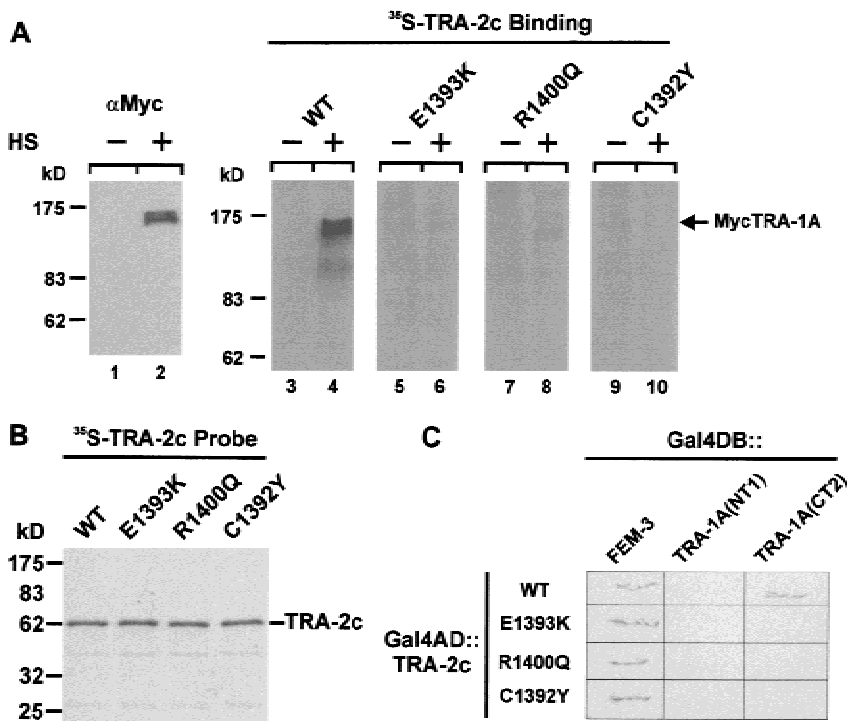 A
³⁵S-TRA-2c Binding
αMyc
WT
E1393K
R1400Q
C1392Y
HS
− +
− +
− +
− +
− +
kD
175
83
62
kD
175
83
62
MycTRA-1A
1 2
3 4 5 6 7 8 9 10
B
³⁵S-TRA-2c Probe
WT
E1393K
R1400Q
C1392Y
kD
175
83
62
32
25
TRA-2c
C
Gal4DB::
FEM-3
TRA-1A(NT1)
TRA-1A(CT2)
Gal4AD::
TRA-2c
WT
E1393K
R1400Q
C1392Y